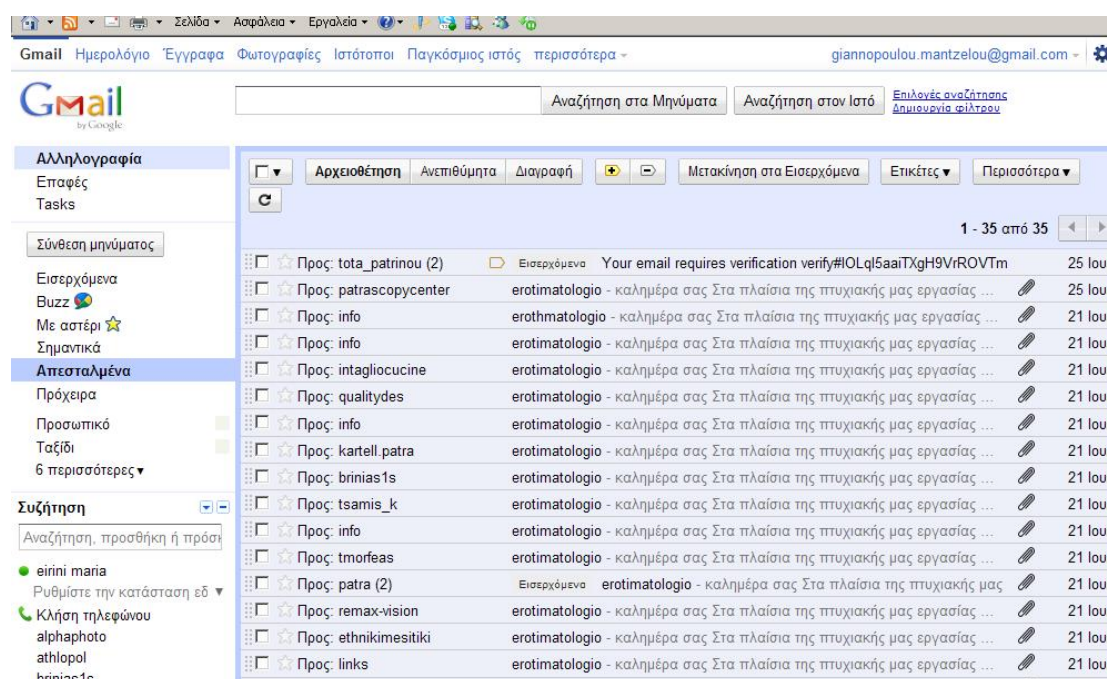 Σελίδα Ασφάλεια Εργαλεία
Gmail Ημερολόγιο Έγγραφα Φωτογραφίες Ιστότοποι Παγκόσμιος ιστός περισσότερα giannopoulou.mantzelou@gmail.com
Gmail
by Google
Αναζήτηση στα Μηνύματα Αναζήτηση στον Ιστό
Επιλογές αναζήτησης
Δημιουργία φίλτρου
Αλληλογραφία
Επαφές
Tasks
Σύνθεση μηνύματος
Εισερχόμενα
Buzz
Με αστέρι
Σημαντικά
Απεσταλμένα
Πρόχειρα
Προσωπικό
Ταξίδι
6 περισσότερες
Συζήτηση
Αναζήτηση, προσθήκη ή
eirini maria
Ρυθμίστε την κατάσταση εδ
Κλήση τηλεφώνου
alphaphoto
athlopol
brinias1s
Αρχειοθέτηση Ανεπιθύμητα Διαγραφή Μετακίνηση στα Εισερχόμενα Ετικέτες Περισσότερα
1 - 35 από 35
Προς: tota_patrinou (2) Εισερχόμενα Your email requires verification 25 Ιου
Προς: patrascopycenter erotimatologio - καλημέρα σας Στα πλαίσια της πτυχιακής μας εργασίας ... 25 Ιου
Προς: info erothmatologio - καλημέρα σας Στα πλαίσια της πτυχιακής μας εργασίας ... 21 Ιου
Προς: info erotimatologio - καλημέρα σας Στα πλαίσια της πτυχιακής μας εργασίας ... 21 Ιου
Προς: intagliocucine erotimatologio - καλημέρα σας Στα πλαίσια της πτυχιακής μας εργασίας ... 21 Ιου
Προς: qualitydes erotimatologio - καλημέρα σας Στα πλαίσια της πτυχιακής μας εργασίας ... 21 Ιου
Προς: info erotimatologio - καλημέρα σας Στα πλαίσια της πτυχιακής μας εργασίας ... 21 Ιου
Προς: kartell.patra erotimatologio - καλημέρα σας Στα πλαίσια της πτυχιακής μας εργασίας ... 21 Ιου
Προς: brinias1s erotimatologio - καλημέρα σας Στα πλαίσια της πτυχιακής μας εργασίας ... 21 Ιου
Προς: tsamis_k erotimatologio - καλημέρα σας Στα πλαίσια της πτυχιακής μας εργασίας ... 21 Ιου
Προς: info erotimatologio - καλημέρα σας Στα πλαίσια της πτυχιακής μας εργασίας ... 21 Ιου
Προς: tmorfeas erotimatologio - καλημέρα σας Στα πλαίσια της πτυχιακής μας εργασίας ... 21 Ιου
Προς: patra (2) Εισερχόμενα erotimatologio - καλημέρα σας Στα πλαίσια της πτυχιακής μας 21 Ιου
Προς: remax-vision erotimatologio - καλημέρα σας Στα πλαίσια της πτυχιακής μας εργασίας ... 21 Ιου
Προς: ethnikimesitiki erotimatologio - καλημέρα σας Στα πλαίσια της πτυχιακής μας εργασίας ... 21 Ιου
Προς: links erotimatologio - καλημέρα σας Στα πλαίσια της πτυχιακής μας εργασίας ... 21 Ιου